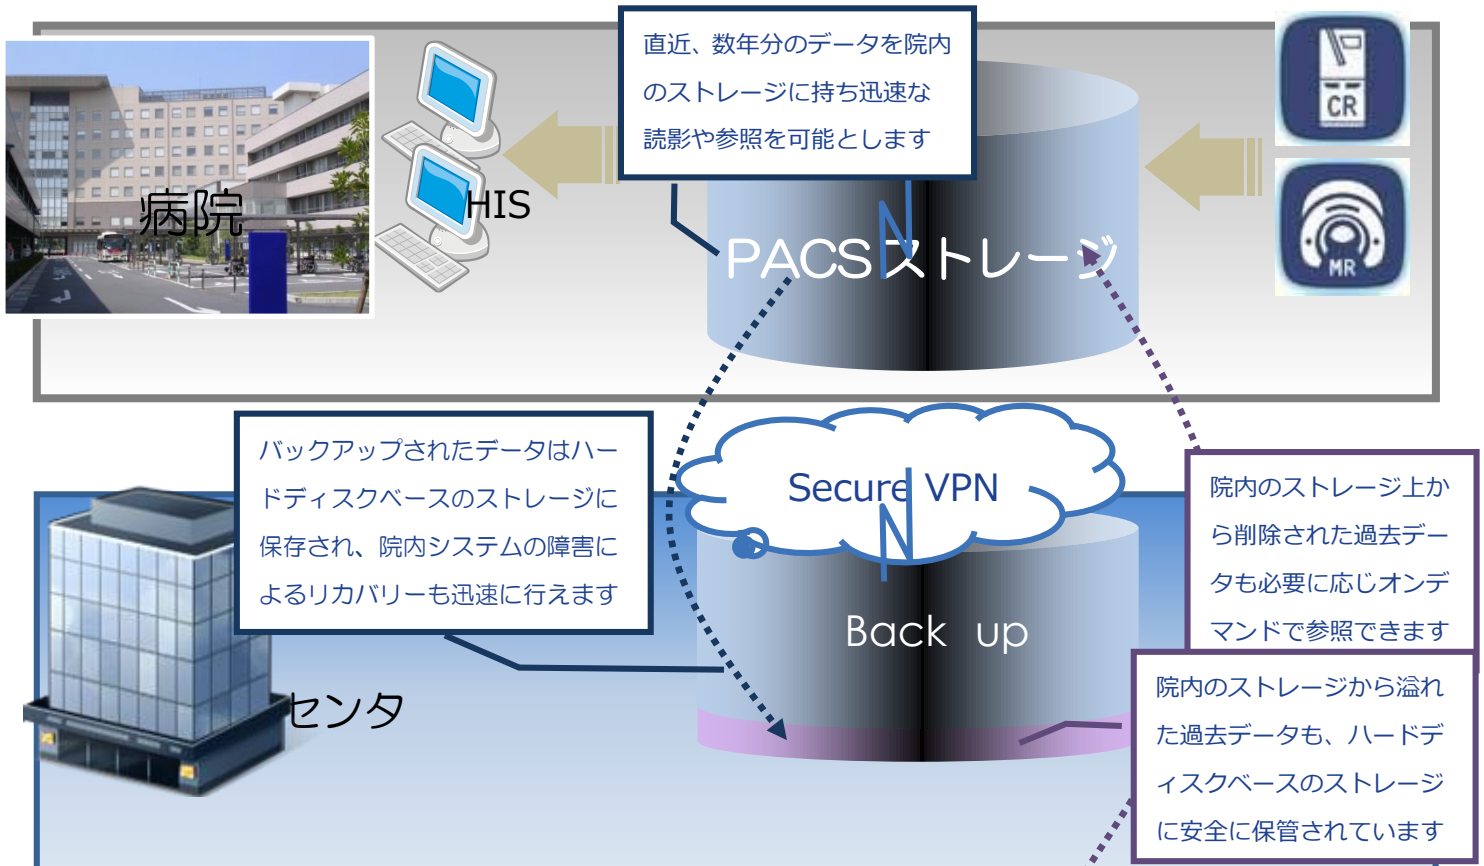 直近、数年分のデータを院内
のストレージに持ち迅速な
読影や参照を可能とします
CR
病院
HIS
PACSストレージ
MR
バックアップされたデータはハー
ドディスクベースのストレージに
保存され、院内システムの障害に
よるリカバリーも迅速に行えます
Secure VPN
院内のストレージ上か
ら削除された過去デー
タも必要に応じオンデ
マンドで参照できます
Back up
センタ
院内のストレージから溢れ
た過去データも、ハードデ
ィスクベースのストレージ
に安全に保管されています